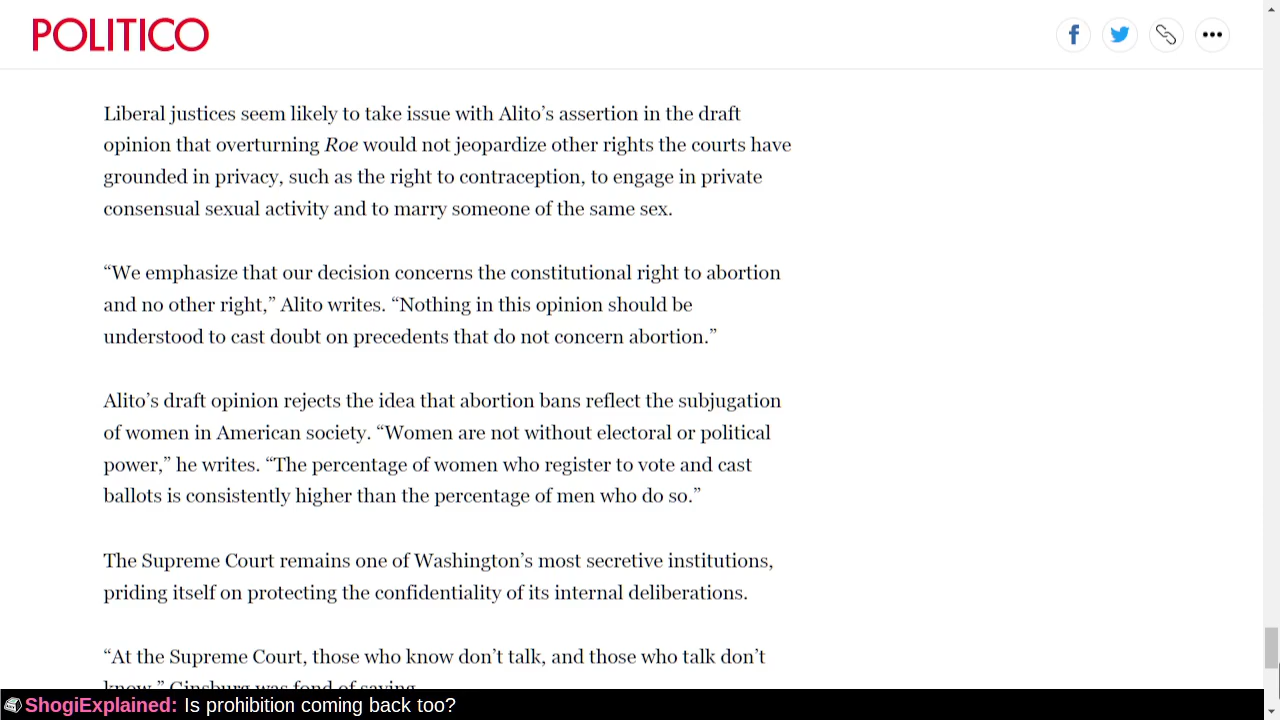 POLITICO
Liberal justices seem likely to take issue with Alito’s assertion in the draft
opinion that overturning Roe would not jeopardize other rights the courts have
grounded in privacy, such as the right to contraception, to engage in private
consensual sexual activity and to marry someone of the same sex.
“We emphasize that our decision concerns the constitutional right to abortion
and no other right,” Alito writes. “Nothing in this opinion should be
understood to cast doubt on precedents that do not concern abortion.”
Alito’s draft opinion rejects the idea that abortion bans reflect the subjugation
of women in American society. “Women are not without electoral or political
power,” he writes. “The percentage of women who register to vote and cast
ballots is consistently higher than the percentage of men who do so.”
The Supreme Court remains one of Washington’s most secretive institutions,
priding itself on protecting the confidentiality of its internal deliberations.
“At the Supreme Court, those who know don’t talk, and those who talk don’t
know,” Ginsburg was fond of saying.
ShogiExplained: Is prohibition coming back too?